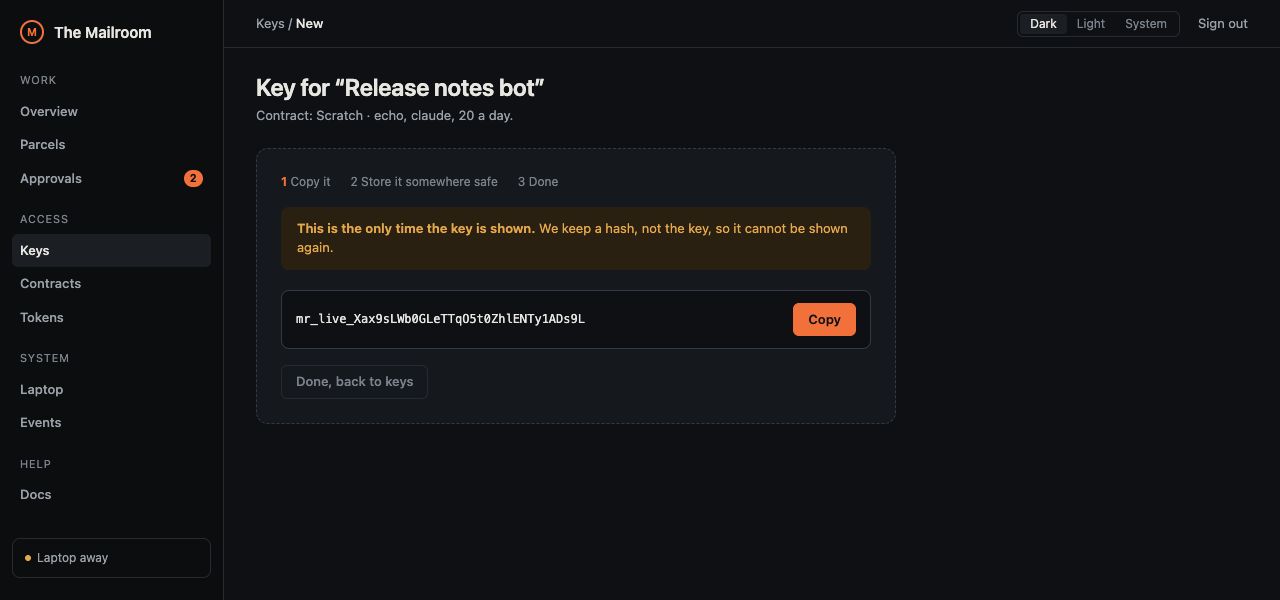 M
The Mailroom
WORK
Overview
Parcels
Approvals 2
ACCESS
Keys
Contracts
Tokens
SYSTEM
Laptop
Events
HELP
Docs
Laptop away
Keys / New
Dark Light System Sign out
Key for “Release notes bot”
Contract: Scratch · echo, claude, 20 a day.
1 Copy it 2 Store it somewhere safe 3 Done
This is the only time the key is shown. We keep a hash, not the key, so it cannot be shown
again.
mr_live_Xax9sLWb0GLeTTqO5t0ZhlENTy1ADs9L Copy
Done, back to keys